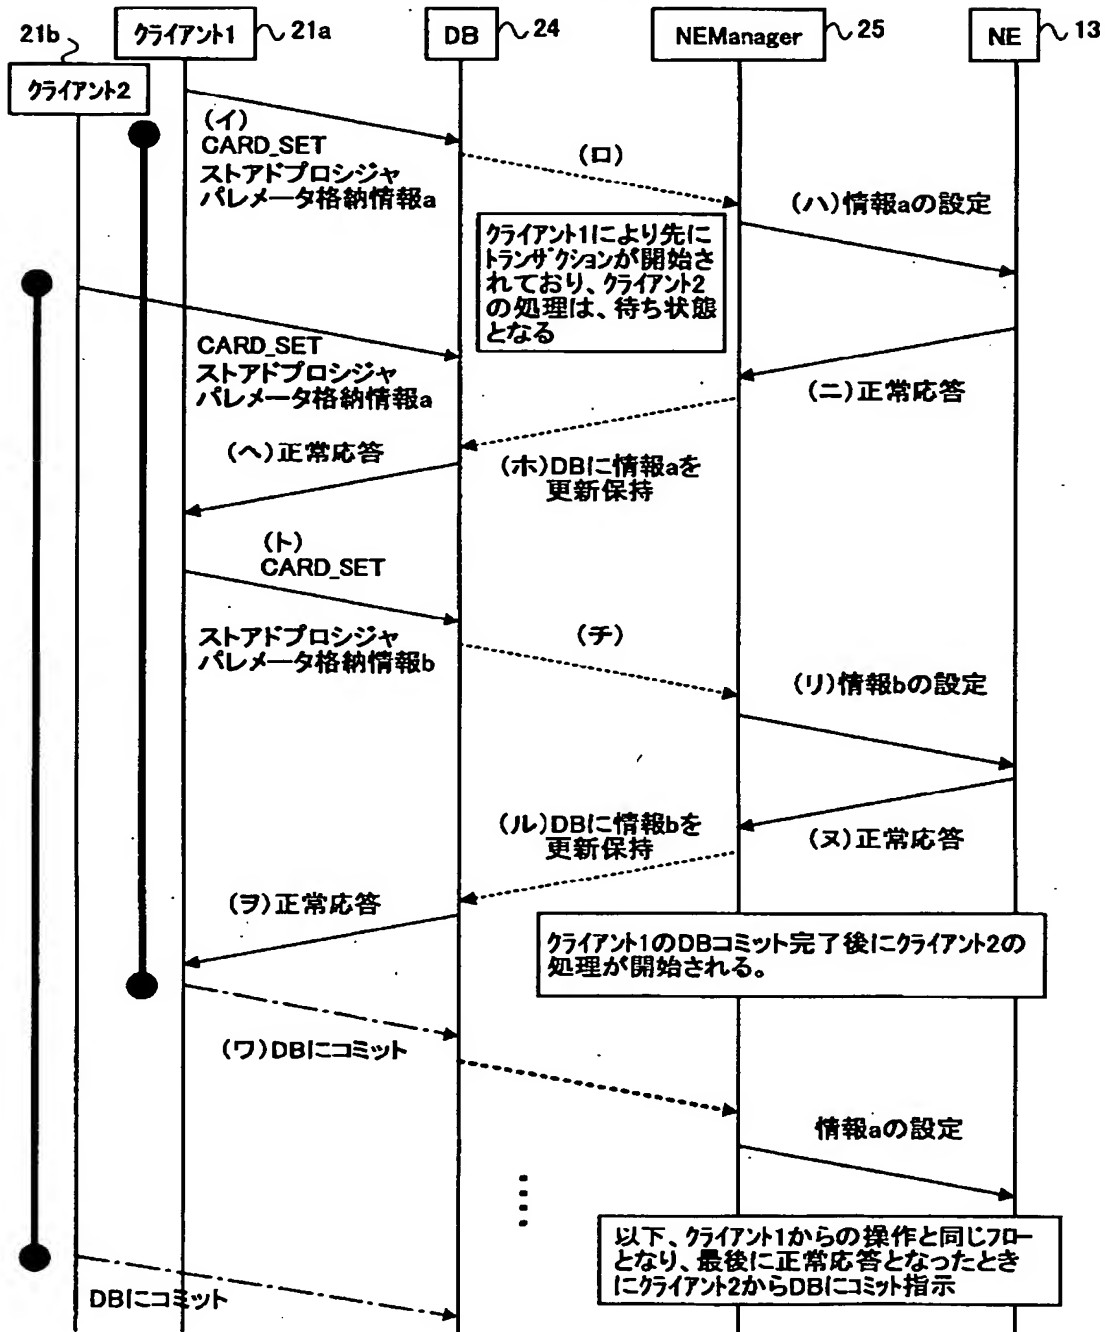 21b
クライアント1
21a
DB
24
NEManager
25
NE
13
クライアント2
(イ)
CARD_SET
ストアドプロシジャ
パレメータ格納情報a
(ロ)
(ハ)情報aの設定
クライアント1により先に
トランザクションが開始さ
れており、クライアント2
の処理は、待ち状態
となる
CARD_SET
ストアドプロシジャ
パレメータ格納情報a
(ニ)正常応答
(ヘ)正常応答
(ホ)DBに情報aを
更新保持
(ト)
CARD_SET
ストアドプロシジャ
パレメータ格納情報b
(チ)
(リ)情報bの設定
(ル)DBに情報bを
更新保持
(ヌ)正常応答
(ヲ)正常応答
クライアント1のDBコミット完了後にクライアント2の
処理が開始される。
(ワ)DBにコミット
情報aの設定
以下、クライアント1からの操作と同じフロー
となり、最後に正常応答となったとき
にクライアント2からDBにコミット指示
DBにコミット